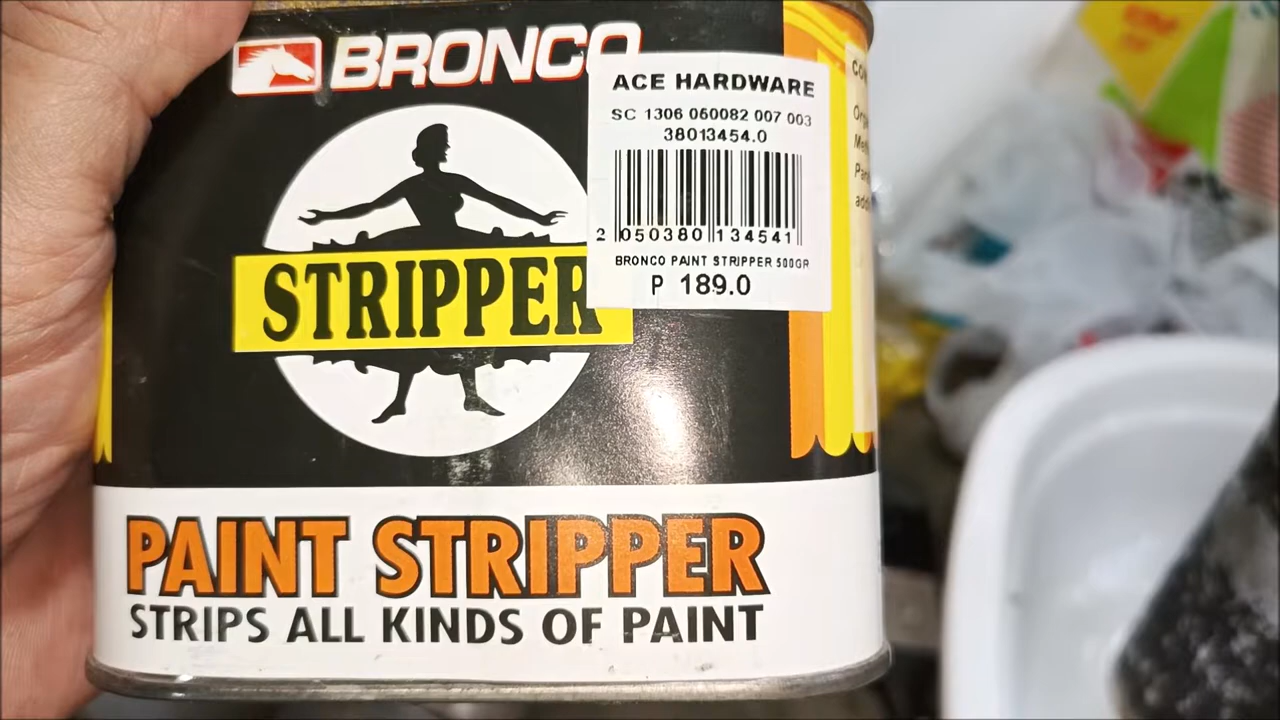 BRONCO
ACE HARDWARE
SC 1306 050082 007 003
38013454.0
2 050380 134541
BRONCO PAINT STRIPPER 500GR
P 189.0
STRIPPER
PAINT STRIPPER
STRIPS ALL KINDS OF PAINT